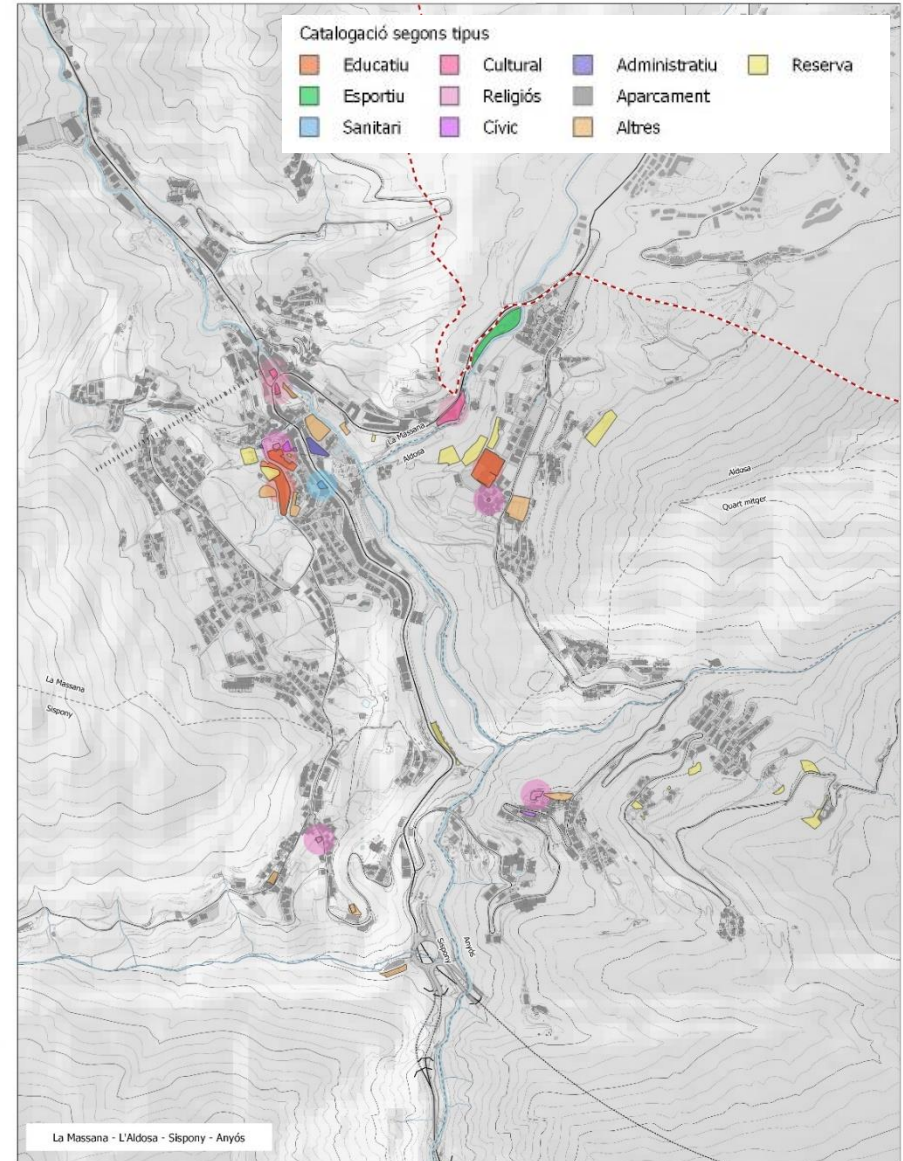 Catalogació segons tipus
Educatiu Cultural Administratiu Reserva
Esportiu Religiós Aparcament
Sanitari Cívic Altres
La Massana
Aldosa
Aldosa
Quart mitger
La Massana
Sispony
Sispony
Anyós
La Massana - L'Aldosa - Sispony - Anyós